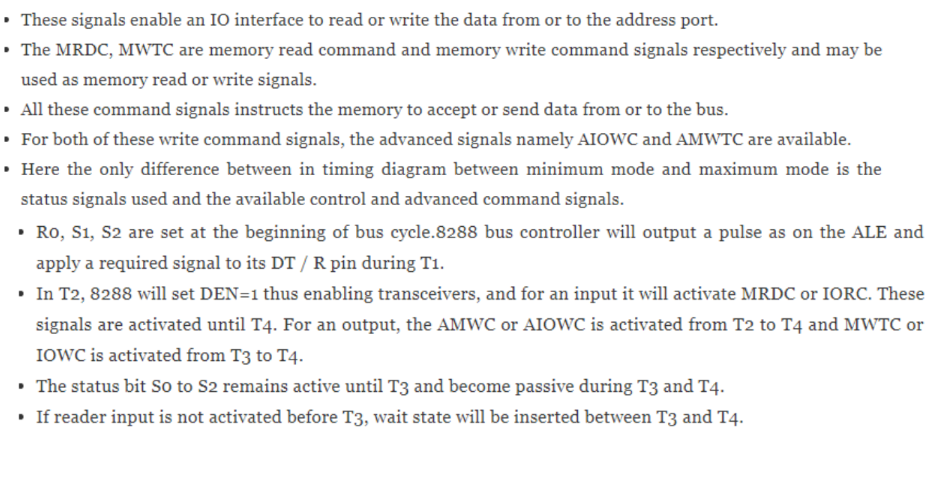 • These signals enable an IO interface to read or write the data from or to the address port.
• The MRDC, MWTC are memory read command and memory write command signals respectively and may be
used as memory read or write signals.
• All these command signals instructs the memory to accept or send data from or to the bus.
• For both of these write command signals, the advanced signals namely AIOWC and AMWTC are available.
• Here the only difference between in timing diagram between minimum mode and maximum mode is the
status signals used and the available control and advanced command signals.
• R0, S1, S2 are set at the beginning of bus cycle.8288 bus controller will output a pulse as on the ALE and
apply a required signal to its DT / R pin during T1.
• In T2, 8288 will set DEN=1 thus enabling transceivers, and for an input it will activate MRDC or IORC. These
signals are activated until T4. For an output, the AMWC or AIOWC is activated from T2 to T4 and MWTC or
IOWC is activated from T3 to T4.
• The status bit S0 to S2 remains active until T3 and become passive during T3 and T4.
• If reader input is not activated before T3, wait state will be inserted between T3 and T4.